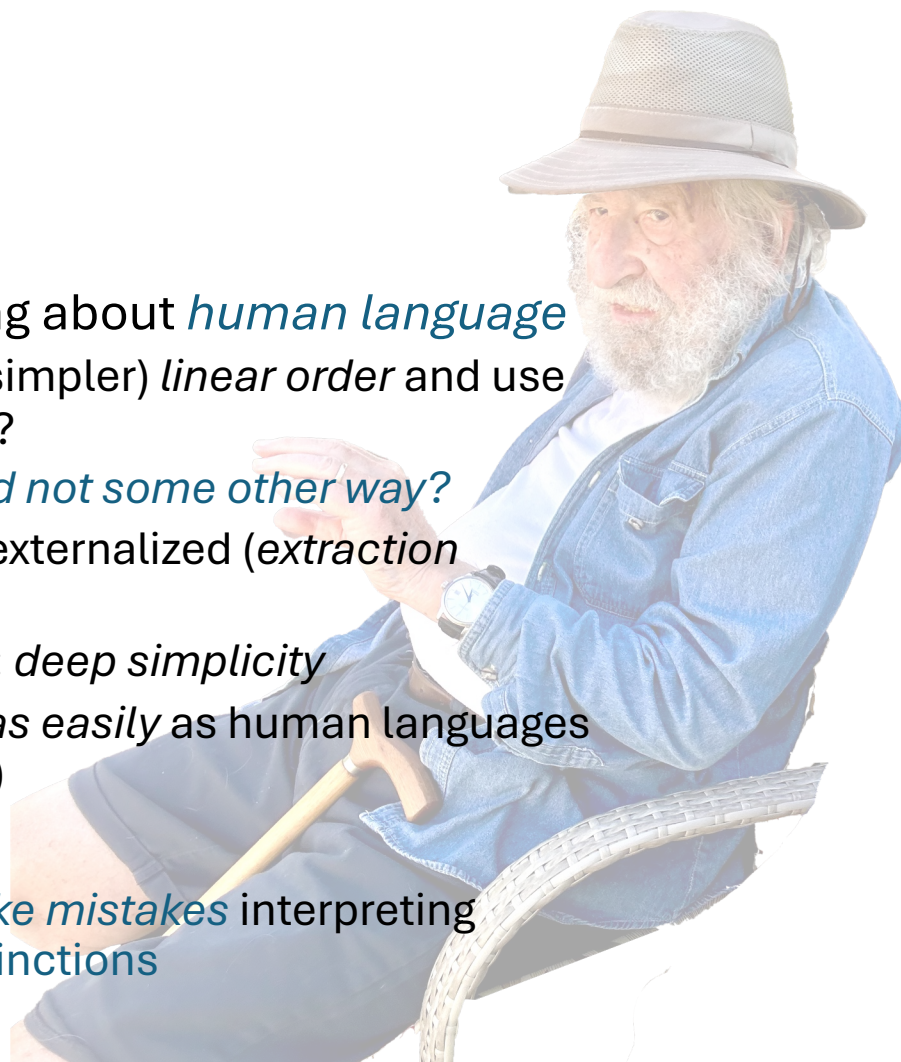 g about human language
simpler) linear order and use
?
d not some other way?
externalized (extraction
deep simplicity
as easily as human languages
)
ke mistakes interpreting
inctions